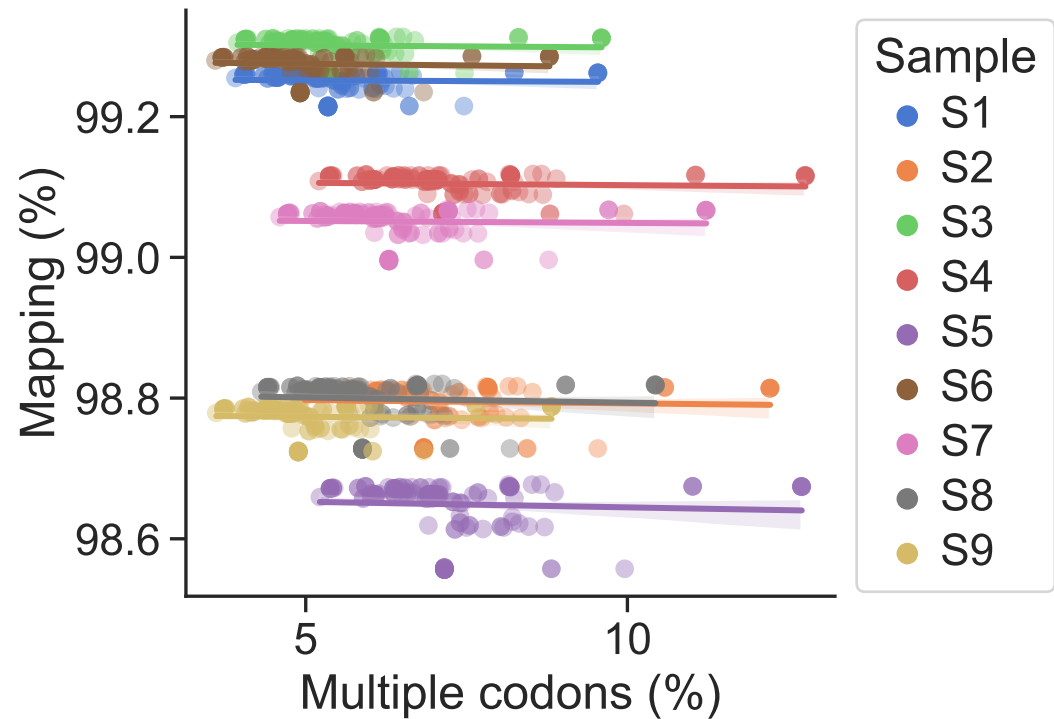 Mapping (%)
99.2
99.0
98.8
98.6
5
10
Multiple codons (%)
Sample
S1
S2
S3
S4
S5
S6
S7
S8
S9